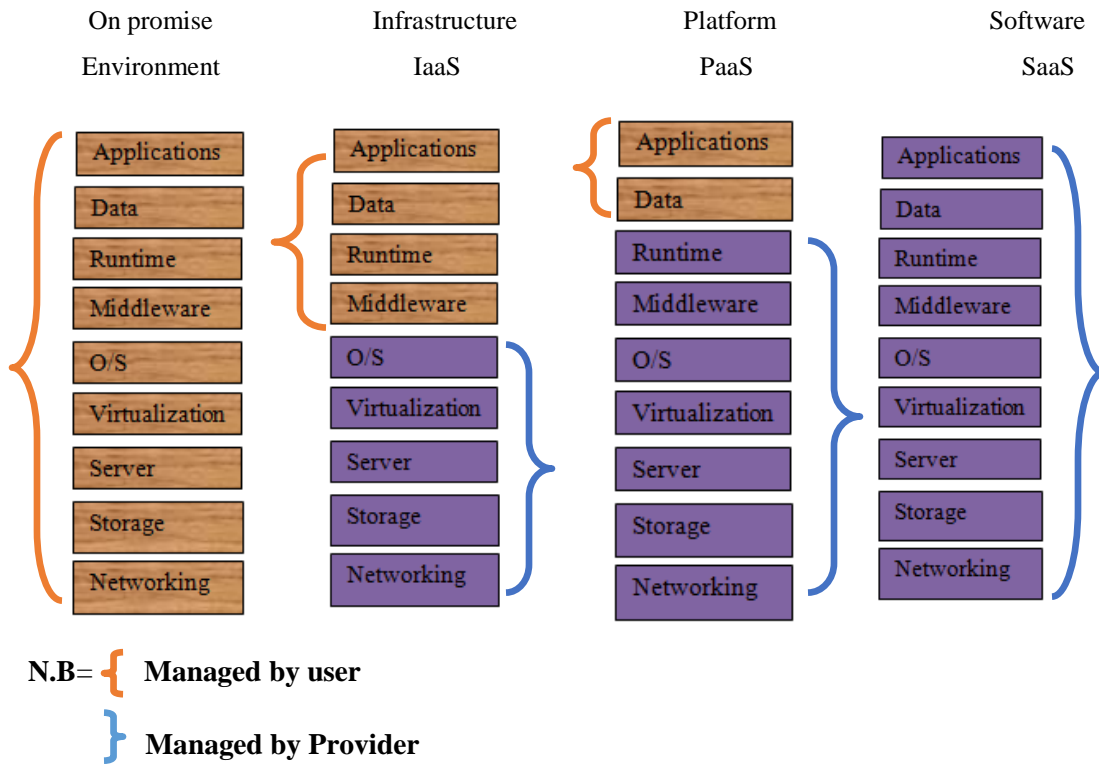 On promise
Environment
Infrastructure
IaaS
Platform
PaaS
Software
SaaS
Applications
Data
Runtime
Middleware
O/S
Virtualization
Server
Storage
Networking
Applications
Data
Runtime
Middleware
O/S
Virtualization
Server
Storage
Networking
Applications
Data
Runtime
Middleware
O/S
Virtualization
Server
Storage
Networking
Applications
Data
Runtime
Middleware
O/S
Virtualization
Server
Storage
Networking
N.B= Managed by user
Managed by Provider